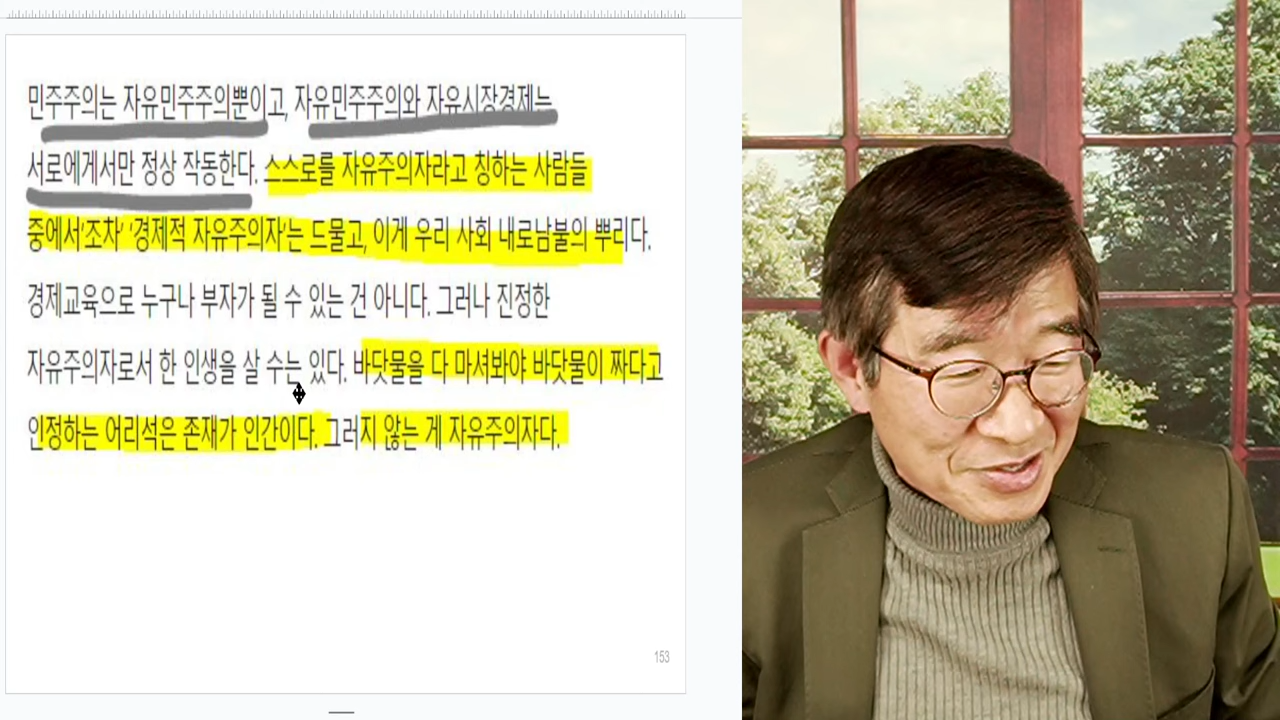 민주주의는 자유민주주의뿐이고, 자유민주주의와 자유시장경제는
서로에게서만 정상 작동한다. 스스로를 자유주의자라고 칭하는 사람들
중에서'조차' '경제적 자유주의자'는 드물고, 이게 우리 사회 내로남불의 뿌리다.
경제교육으로 누구나 부자가 될 수 있는 건 아니다. 그러나 진정한
자유주의자로서 한 인생을 살 수는 있다. 바닷물을 다 마셔봐야 바닷물이 짜다고
인정하는 어리석은 존재가 인간이다. 그러지 않는 게 자유주의자다.
153